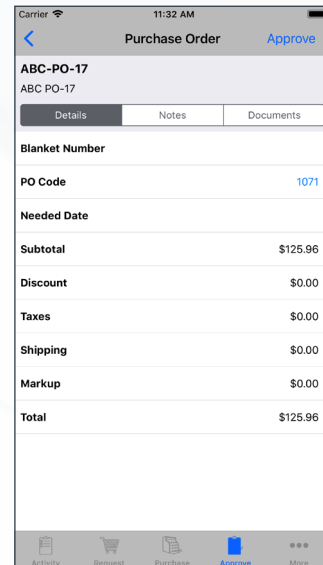 Carrier 11:32 AM
Purchase Order Approve
ABC-PO-17
ABC PO-17
Details Notes Documents
Blanket Number
PO Code 1071
Needed Date
Subtotal $125.96
Discount $0.00
Taxes $0.00
Shipping $0.00
Markup $0.00
Total $125.96
Activity Request Purchase Approve More